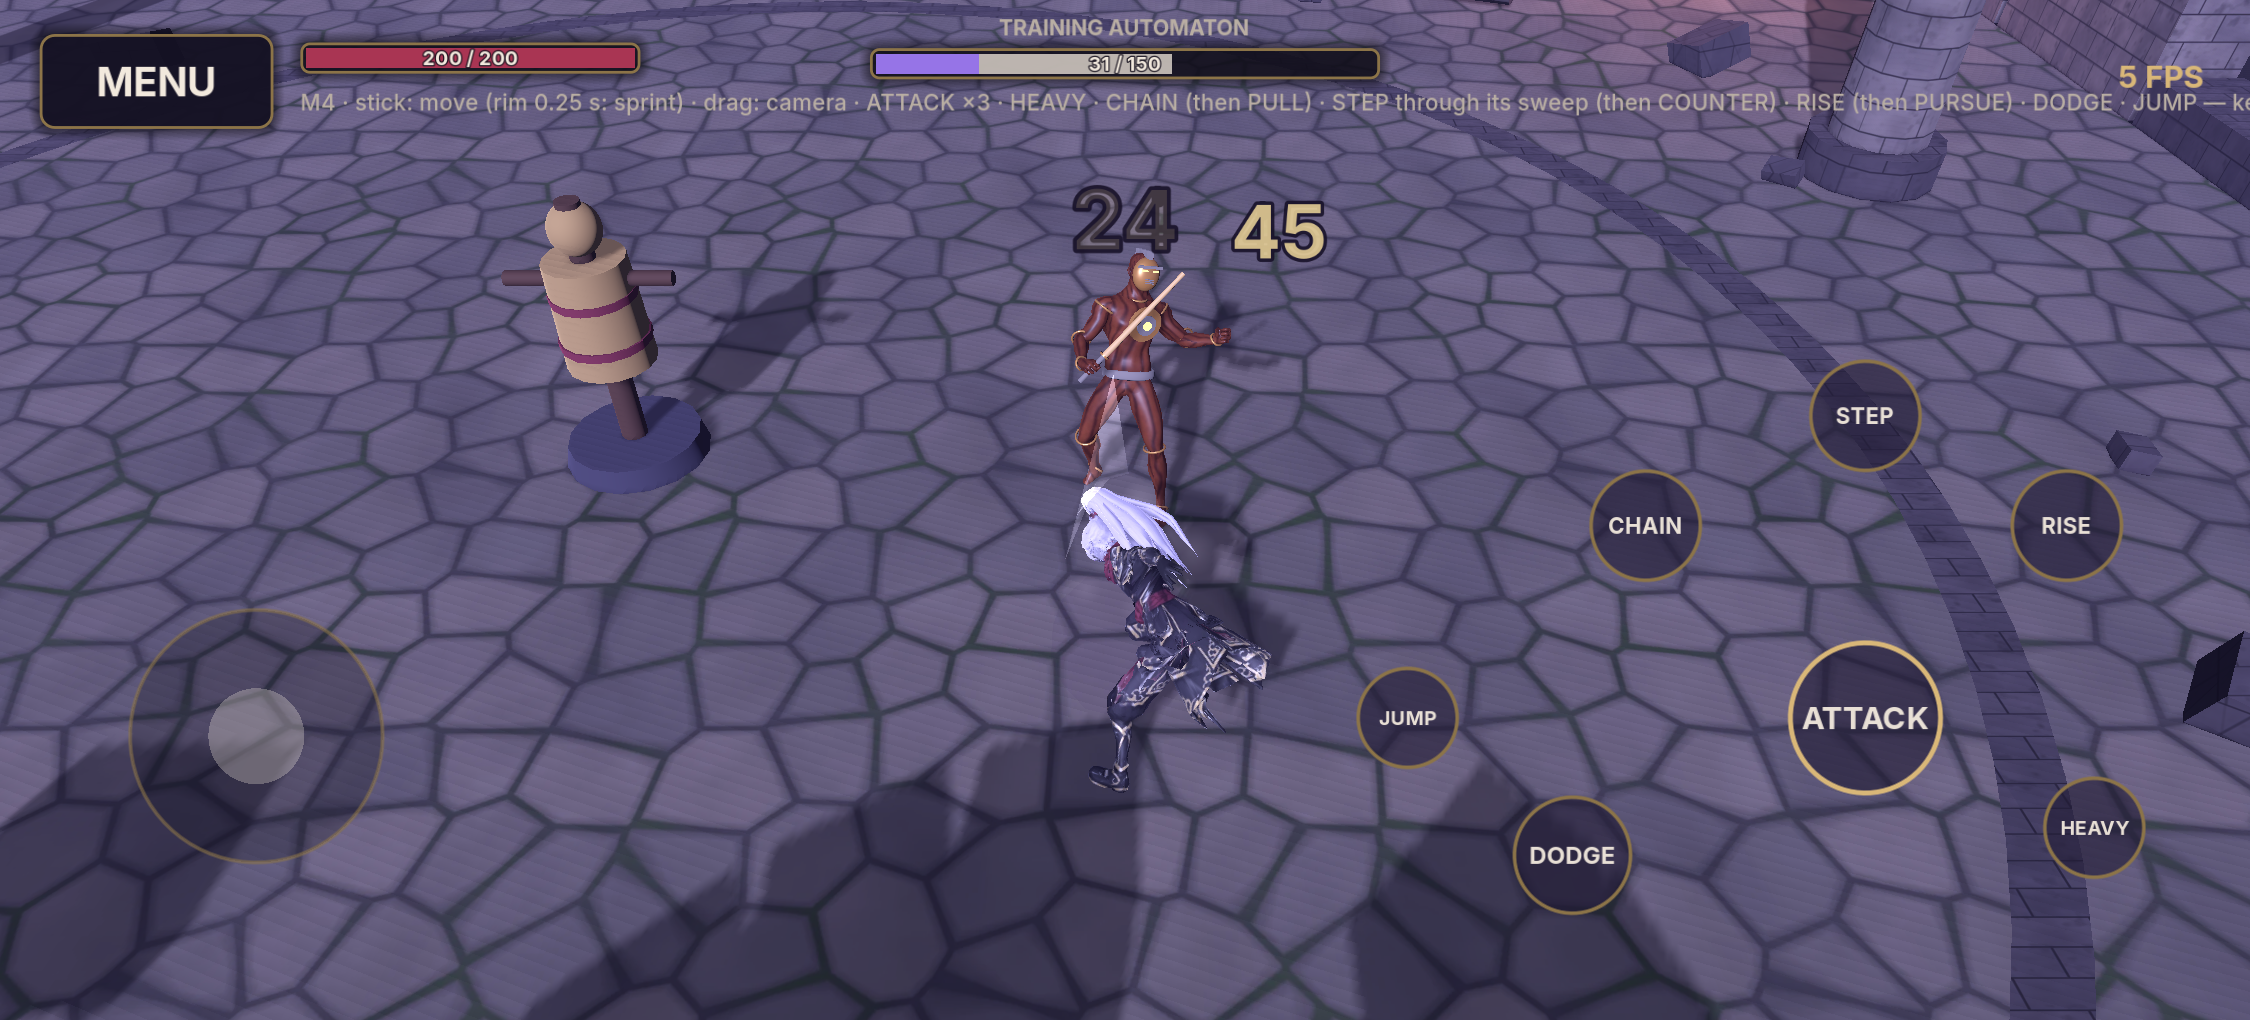 TRAINING AUTOMATON
MENU
200 / 200
31 / 150
5 FPS
M4 · stick: move (rim 0.25 s: sprint) · drag: camera · ATTACK ×3 · HEAVY · CHAIN (then PULL) · STEP through its sweep (then COUNTER) · RISE (then PURSUE) · DODGE · JUMP —
24
45
STEP
CHAIN
RISE
JUMP
ATTACK
HEAVY
DODGE